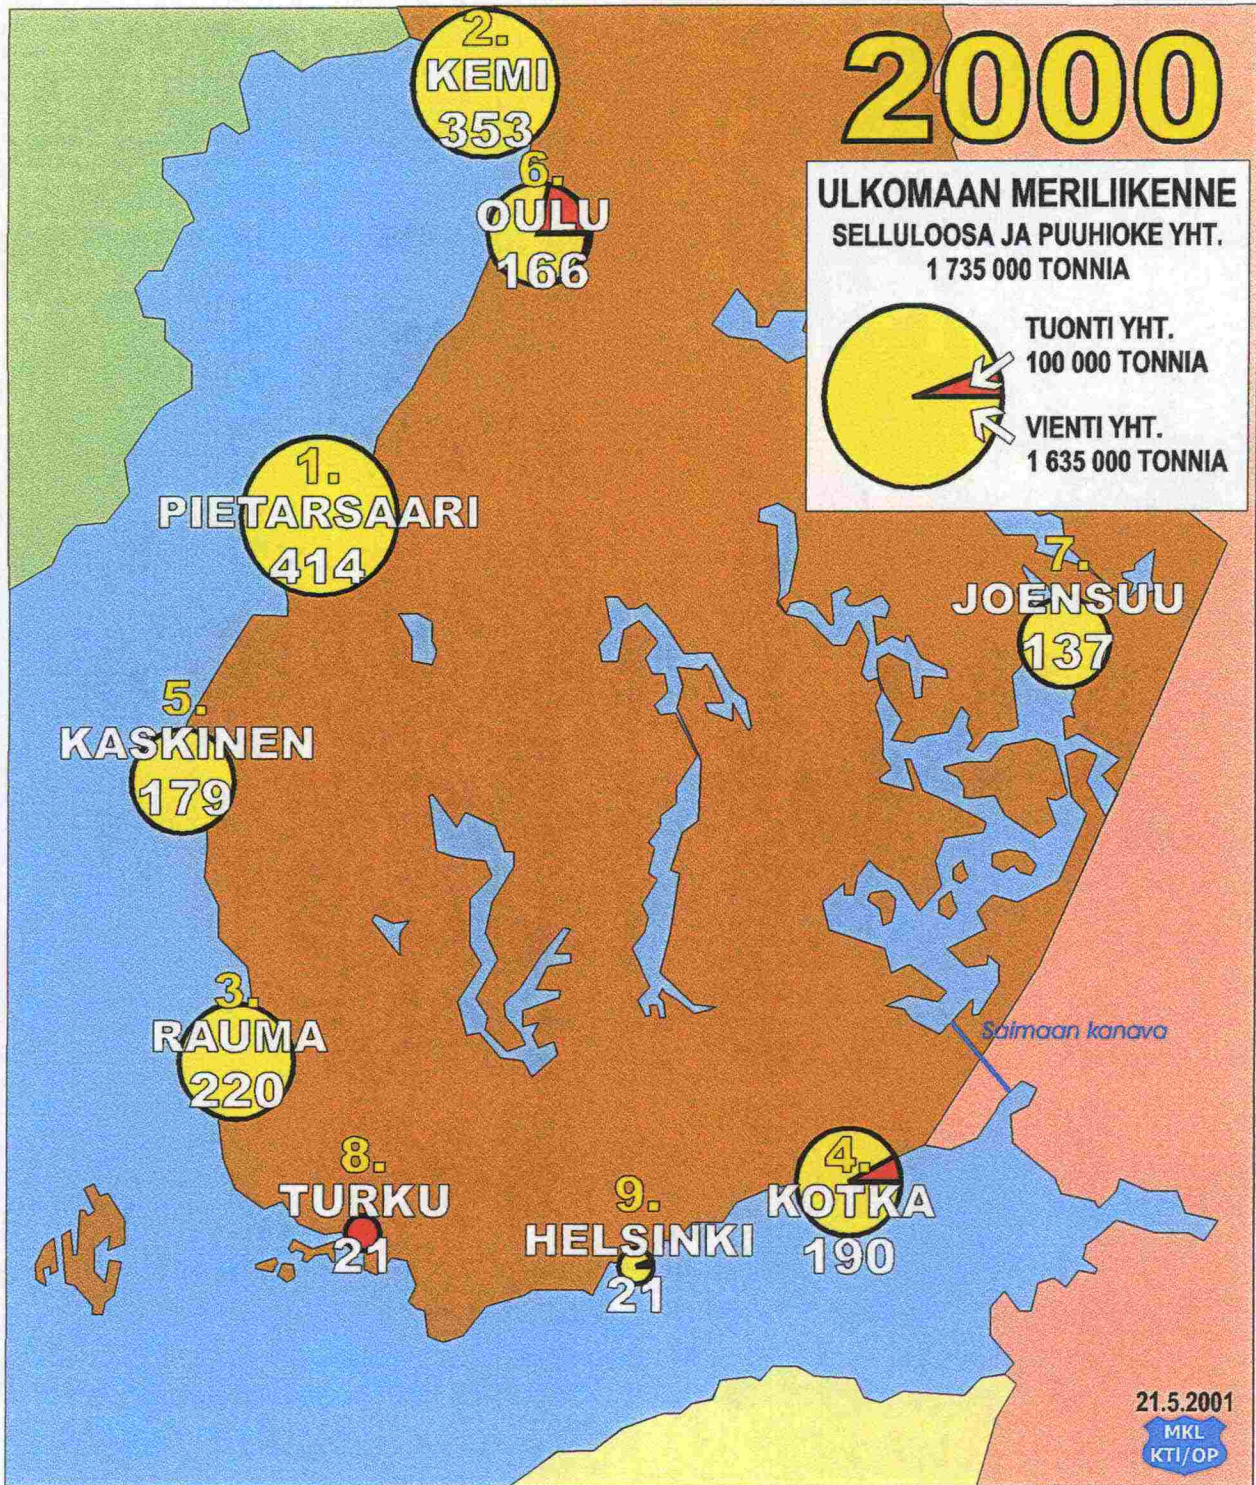 2000
ULKOMAAN MERILIIKENNE
SELLULOOSA JA PUUHIOKE YHT.
1 735 000 TONNIA
TUONTI YHT.
100 000 TONNIA
VIENTI YHT.
1 635 000 TONNIA
2.
KEMI
353
6.
OULU
166
1.
PIETARSAARI
414
7.
JOENSUU
137
5.
KASKINEN
179
3.
RAUMA
220
Saimaan kanava
8.
TURKU
21
9.
HELSINKI
21
4.
KOTKA
190
21.5.2001
MKL
KTI/OP